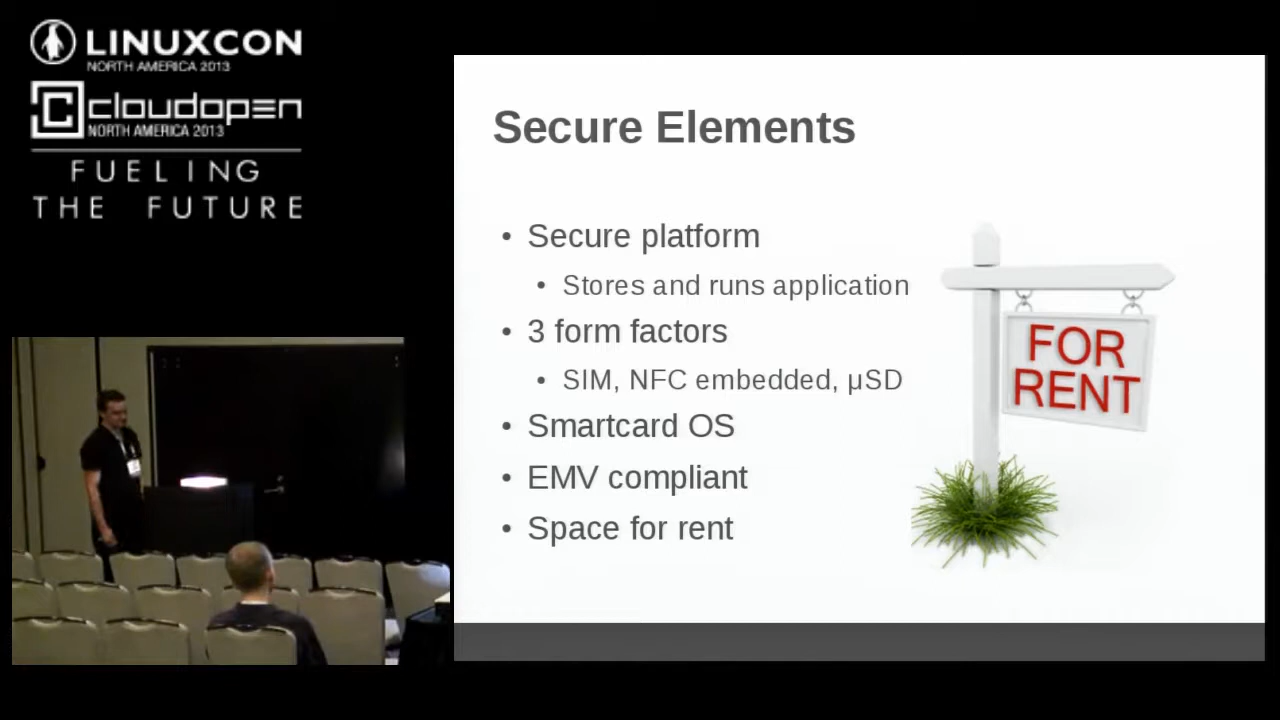 LINUXCON
NORTH AMERICA 2013
cloudopen
NORTH AMERICA 2013
FUELING
THE FUTURE
Secure Elements
• Secure platform
• Stores and runs application
• 3 form factors
• SIM, NFC embedded, µSD
• Smartcard OS
• EMV compliant
• Space for rent
FOR
RENT